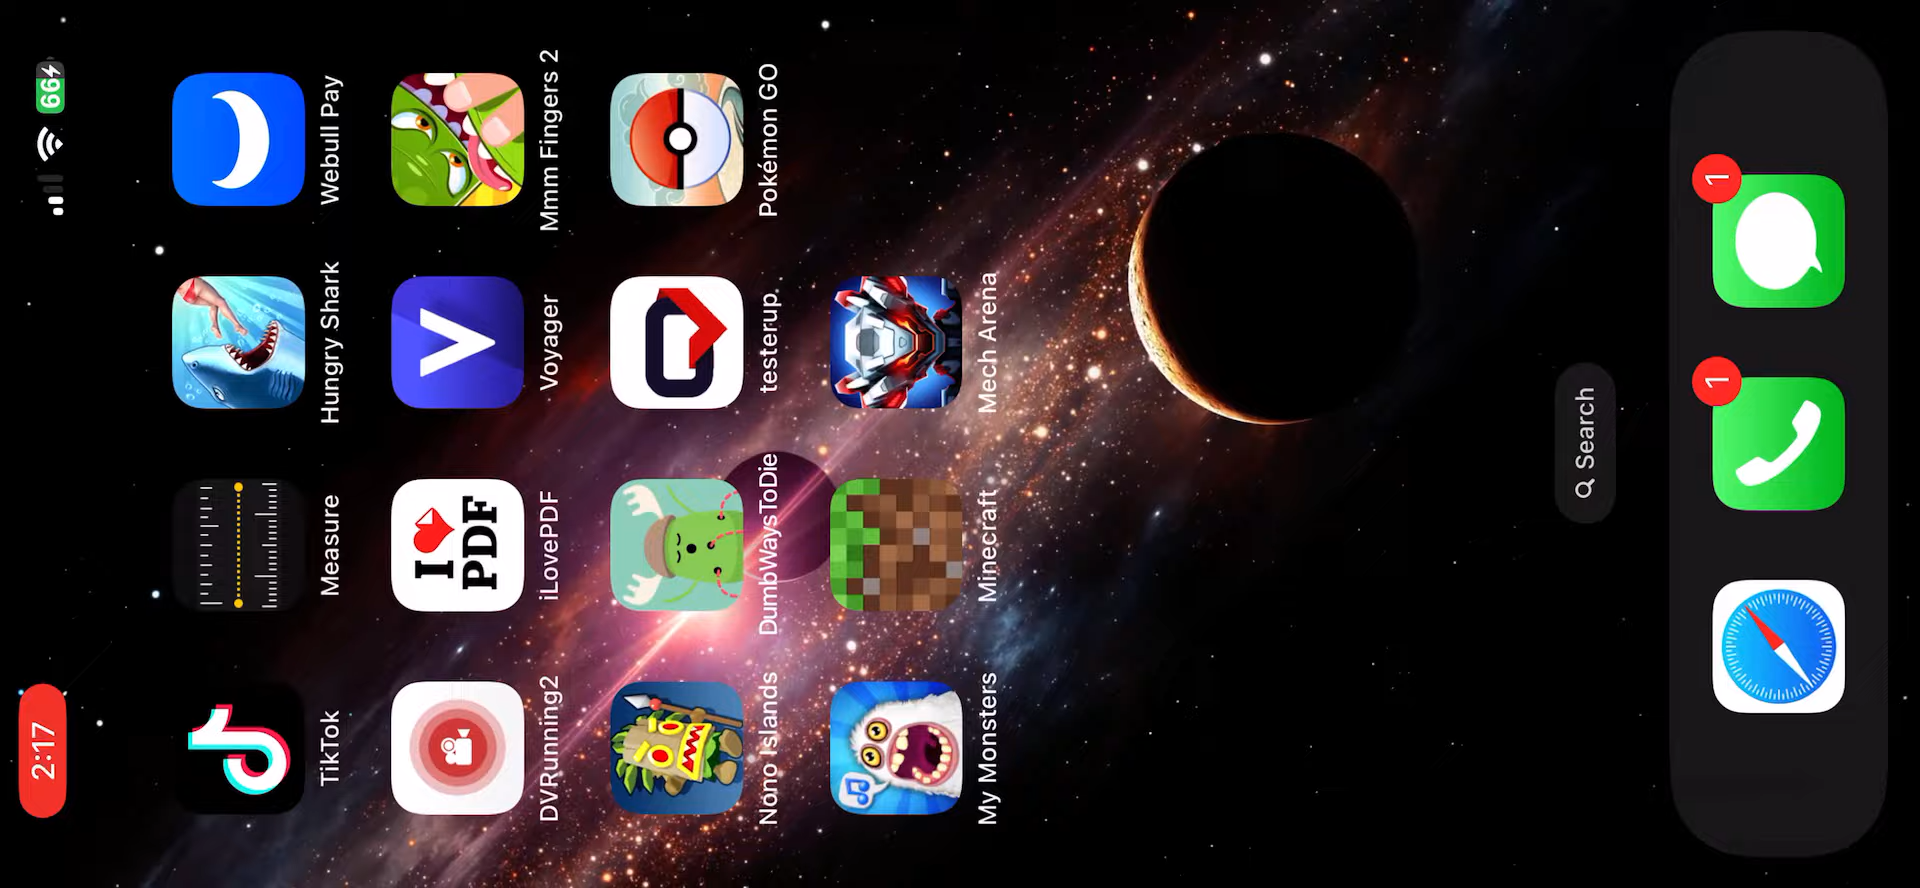 2:17
66
TikTok
Measure
Hungry Shark
Webull Pay
I
PDF
DVRunning2
iLovePDF
Voyager
Mmm Fingers 2
Nono Islands
DumbWaysToDie
testerup
Pokémon GO
My Monsters
Minecraft
Mech Arena
Search
1
1